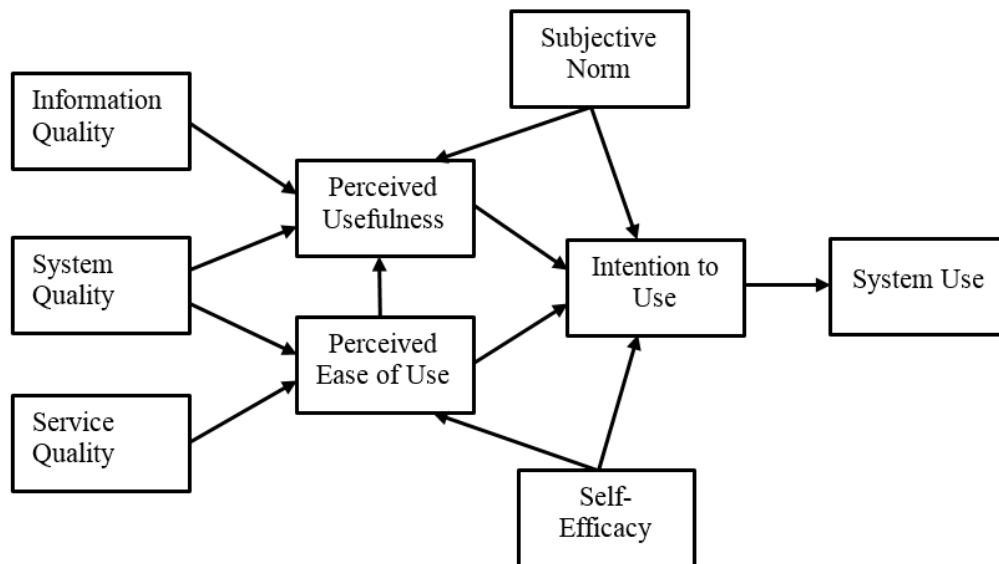 Subjective
Norm
Information
Quality
Perceived
Usefulness
System
Quality
Intention to
Use
System Use
Perceived
Ease of Use
Service
Quality
Self-
Efficacy